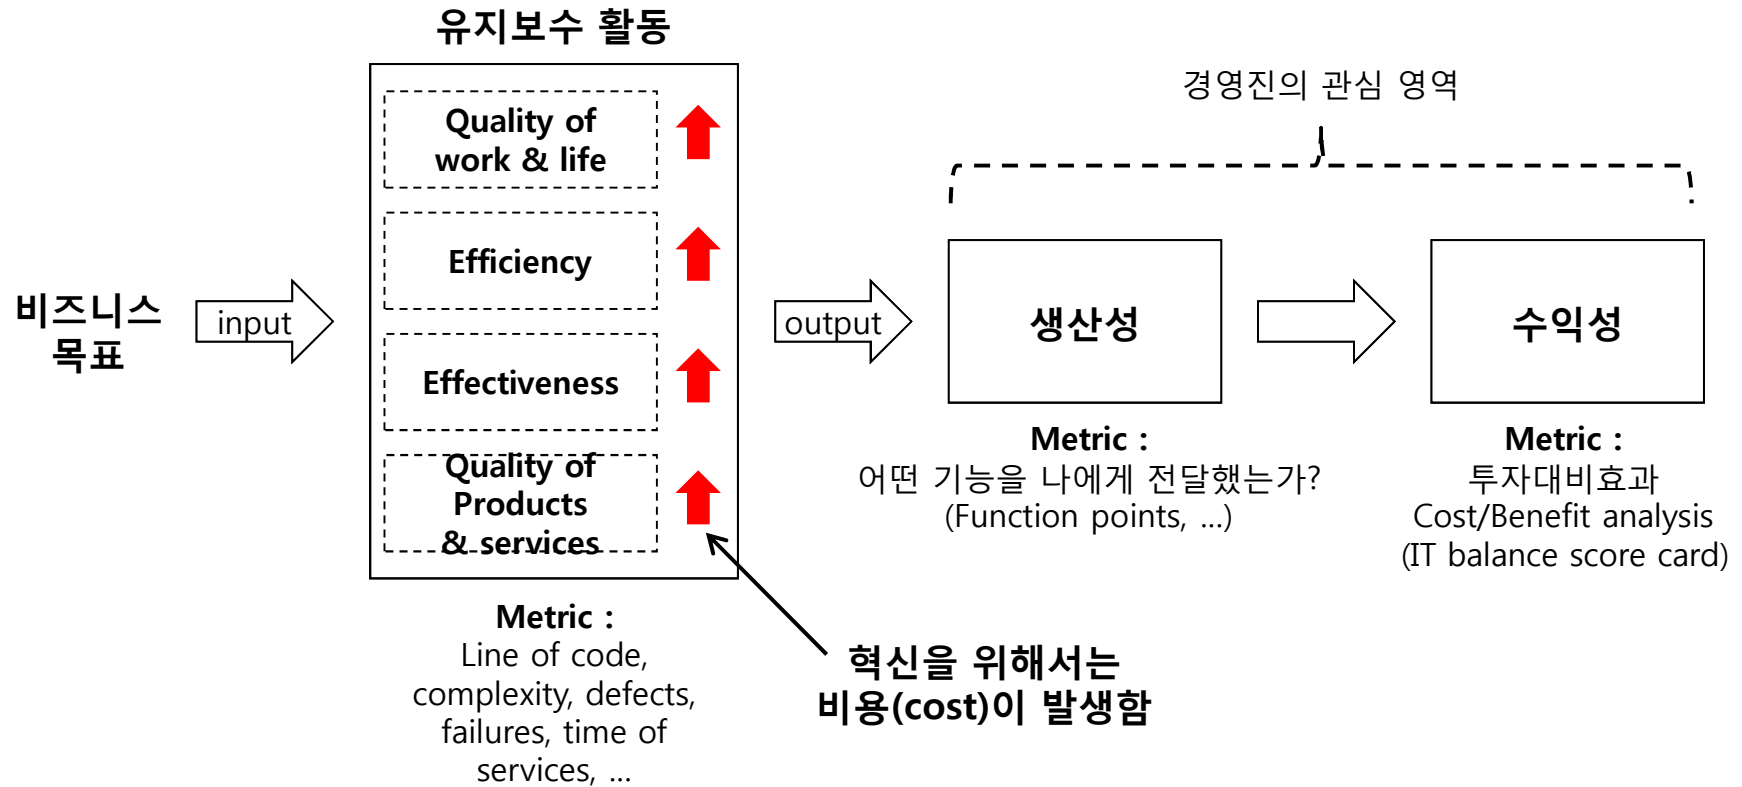 유지보수 활동
경영진의 관심 영역
비즈니스
목표
input
Quality of
work & life
Efficiency
Effectiveness
Quality of
Products
& services
output
생산성
수익성
Metric :
어떤 기능을 나에게 전달했는가?
(Function points, ...)
Metric :
투자대비효과
Cost/Benefit analysis
(IT balance score card)
Metric :
Line of code,
complexity, defects,
failures, time of
services, ...
혁신을 위해서는
비용(cost)이 발생함